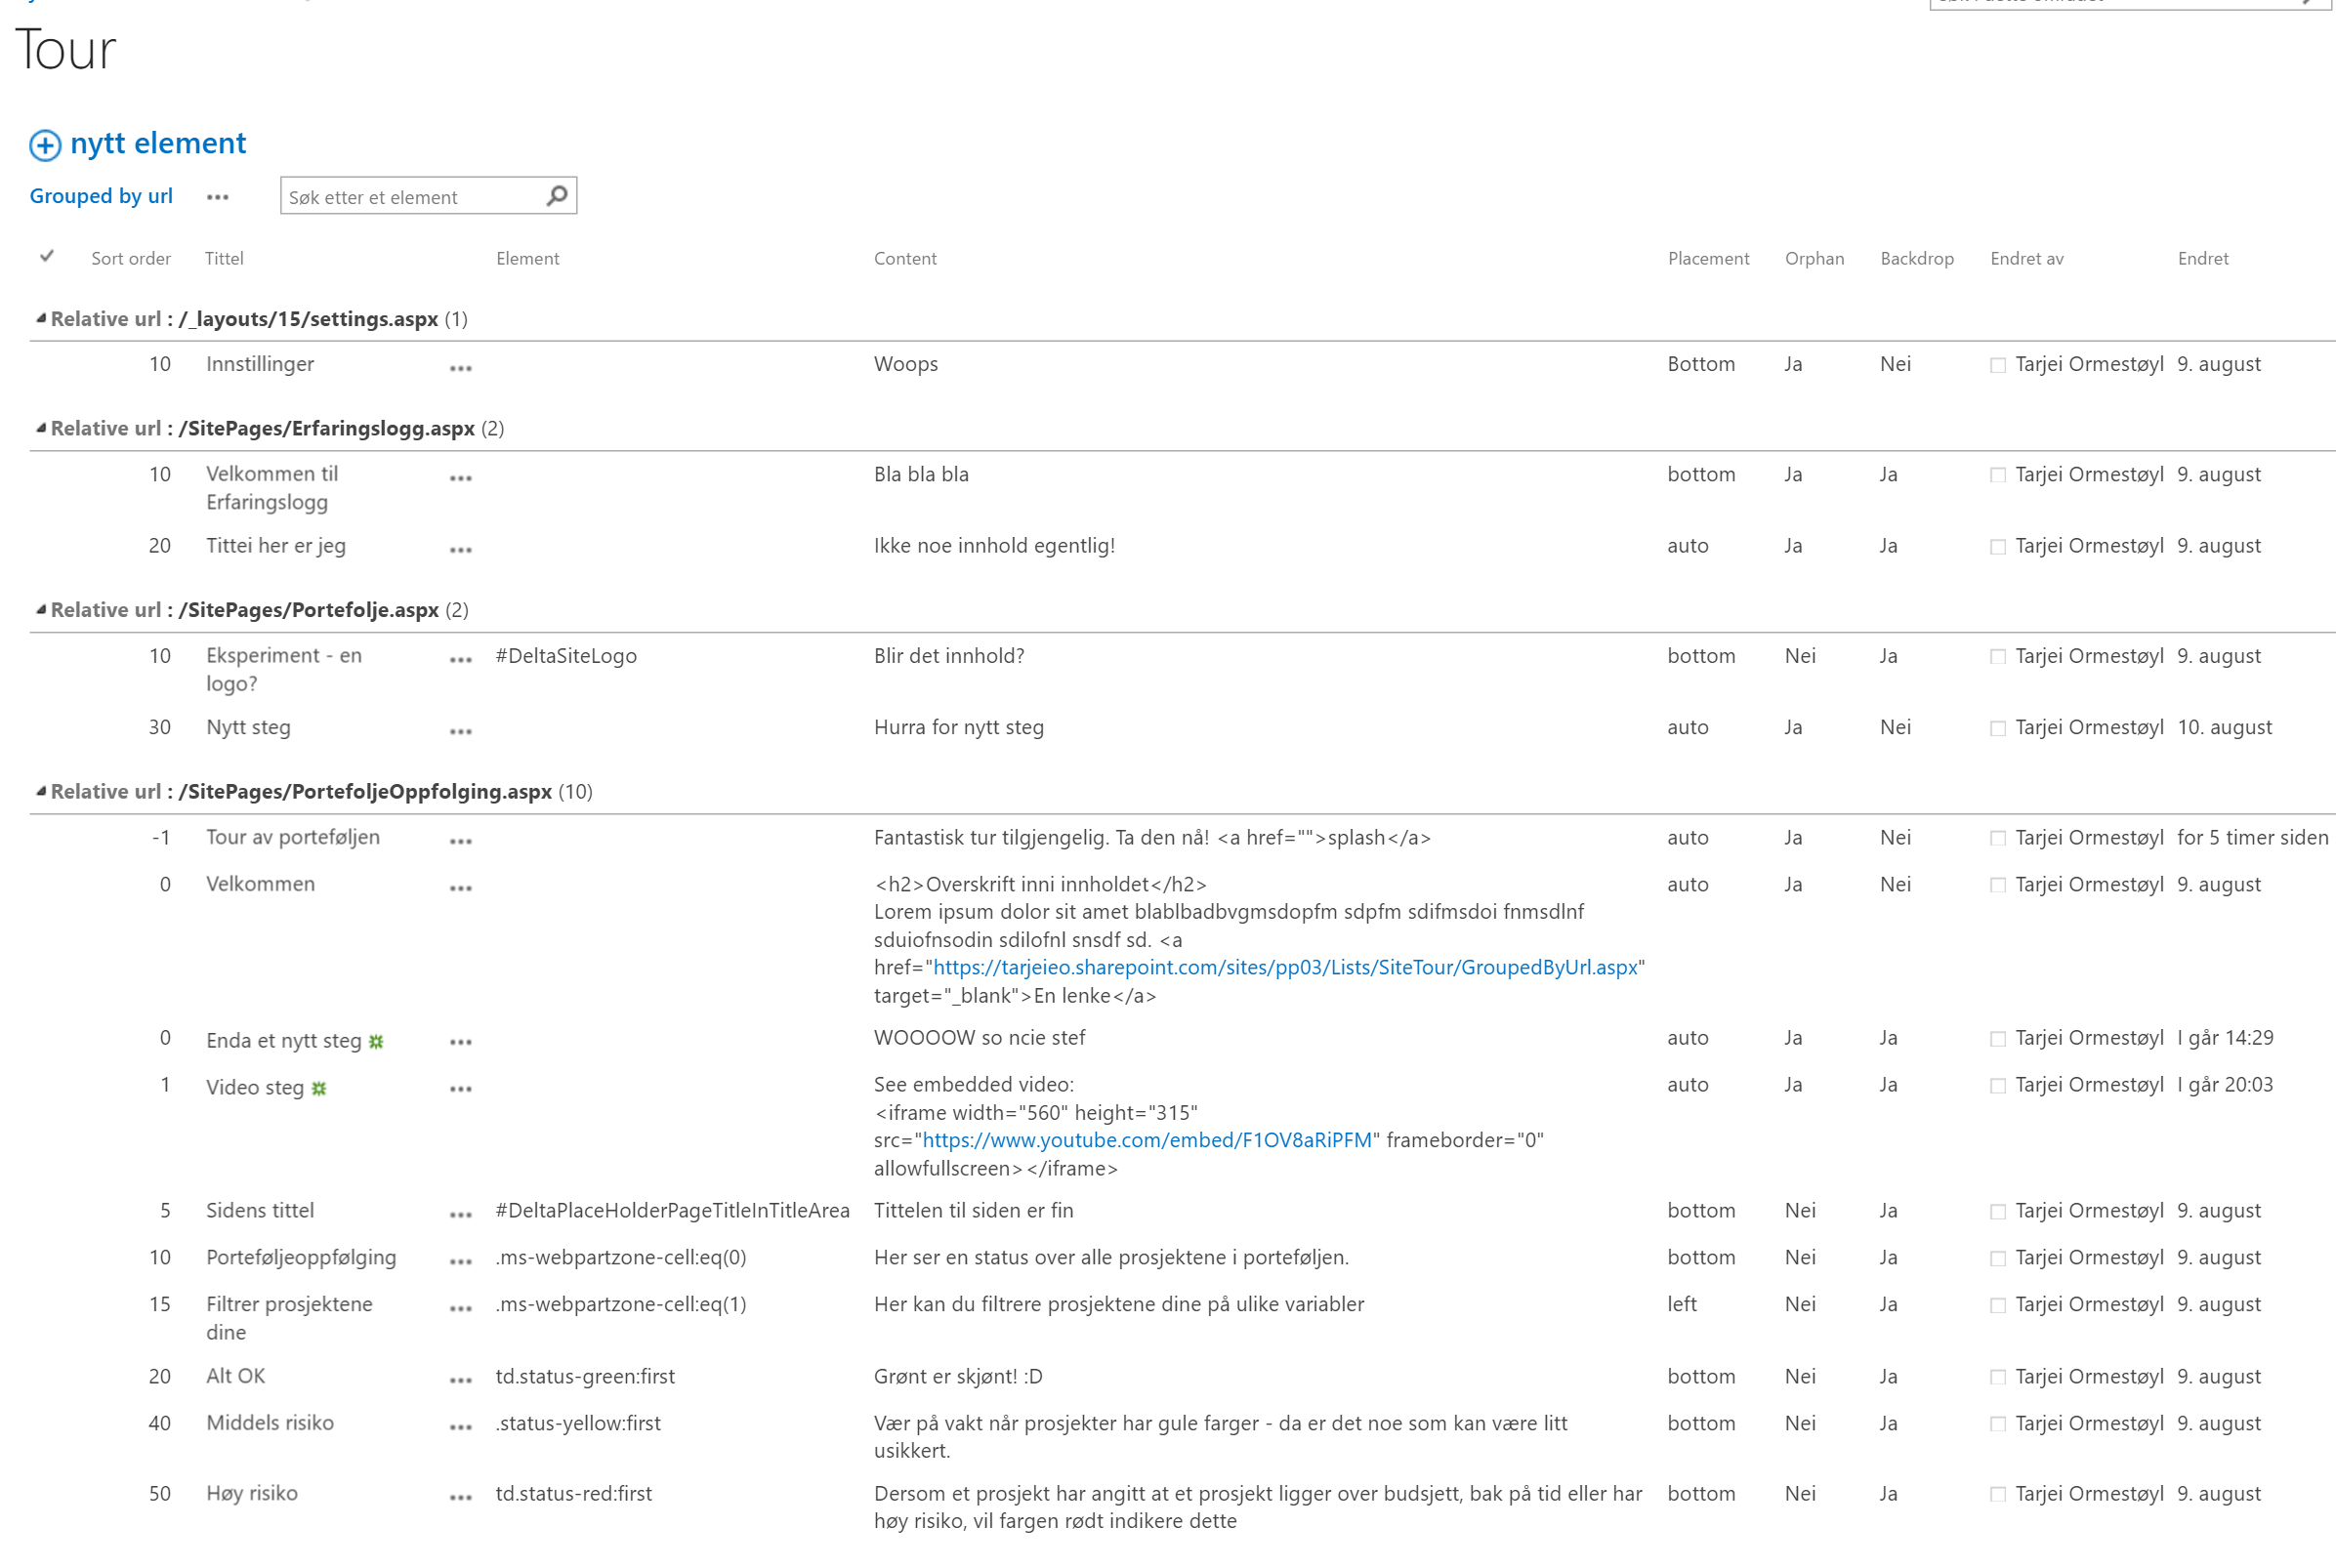 Tour
nytt element
Grouped by url ••• Søk etter et element
Sort order Tittel Element Content Placement Orphan Backdrop Endret av Endret
Relative url : /_layouts/15/settings.aspx (1)
10 Innstillinger ••• Woops Bottom Ja Nei Tarjei Ormestøyl 9. august
Relative url : /SitePages/Erfaringslogg.aspx (2)
10 Velkommen til ••• Bla bla bla bottom Ja Ja Tarjei Ormestøyl 9. august
Erfaringslogg
20 Tittei her er jeg ••• Ikke noe innhold egentlig! auto Ja Ja Tarjei Ormestøyl 9. august
Relative url : /SitePages/Portefolje.aspx (2)
10 Eksperiment - en ••• #DeltaSiteLogo Blir det innhold? bottom Nei Ja Tarjei Ormestøyl 9. august
logo?
30 Nytt steg ••• Hurra for nytt steg auto Ja Nei Tarjei Ormestøyl 10. august
Relative url : /SitePages/PortefoljeOppfolging.aspx (10)
-1 Tour av porteføljen ••• Fantastisk tur tilgjengelig. Ta den nå! <a href="">splash</a> auto Ja Nei Tarjei Ormestøyl for 5 timer siden
0 Velkommen ••• <h2>Overskrift inni innholdet</h2> auto Ja Nei Tarjei Ormestøyl 9. august
Lorem ipsum dolor sit amet blablbadbvgmsdopfm sdpfm sdifmsdoi fnmsdlnf
sduiofnsodin sdilofnl snsdf sd. <a
href="https://tarjeieo.sharepoint.com/sites/pp03/Lists/SiteTour/GroupedByUrl.aspx"
target="_blank">En lenke</a>
0 Enda et nytt steg ••• WOOOOW so ncie stef auto Ja Ja Tarjei Ormestøyl I går 14:29
1 Video steg ••• See embedded video: auto Ja Ja Tarjei Ormestøyl I går 20:03
<iframe width="560" height="315"
src="https://www.youtube.com/embed/F1OV8aRiPFM" frameborder="0"
allowfullscreen></iframe>
5 Sidens tittel ••• #DeltaPlaceHolderPageTitleInTitleArea Tittelen til siden er fin bottom Nei Ja Tarjei Ormestøyl 9. august
10 Porteføljeoppfølging ••• .ms-webpartzone-cell:eq(0) Her ser en status over alle prosjektene i porteføljen. bottom Nei Ja Tarjei Ormestøyl 9. august
15 Filtrer prosjektene ••• .ms-webpartzone-cell:eq(1) Her kan du filtrere prosjektene dine på ulike variabler left Nei Ja Tarjei Ormestøyl 9. august
dine
20 Alt OK ••• td.status-green:first Grønt er skjønt! :D bottom Nei Ja Tarjei Ormestøyl 9. august
40 Middels risiko ••• .status-yellow:first Vær på vakt når prosjekter har gule farger - da er det noe som kan være litt bottom Nei Ja Tarjei Ormestøyl 9. august
usikkert.
50 Høy risiko ••• td.status-red:first Dersom et prosjekt har angitt at et prosjekt ligger over budsjett, bak på tid eller har bottom Nei Ja Tarjei Ormestøyl 9. august
høy risiko, vil fargen rødt indikere dette